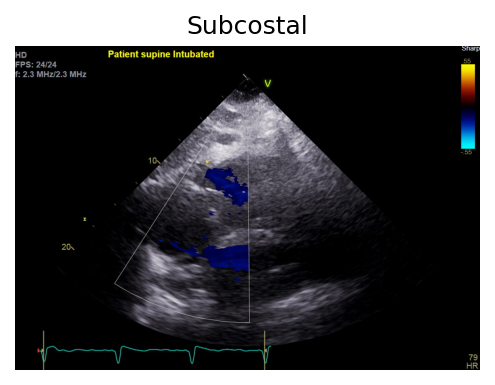 Subcostal
HD
FPS: 24/24
f: 2.3 MHz/2.3 MHz
Patient supine Intubated
Sharp
V
55
-.55
10
20
79
HR